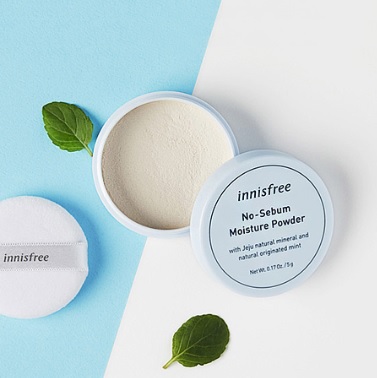 innisfree
No-Sebum
Moisture Powder
with Jeju natural mineral and
natural originated mint
Net Wt. 0.17 Oz. / 5g
innisfree